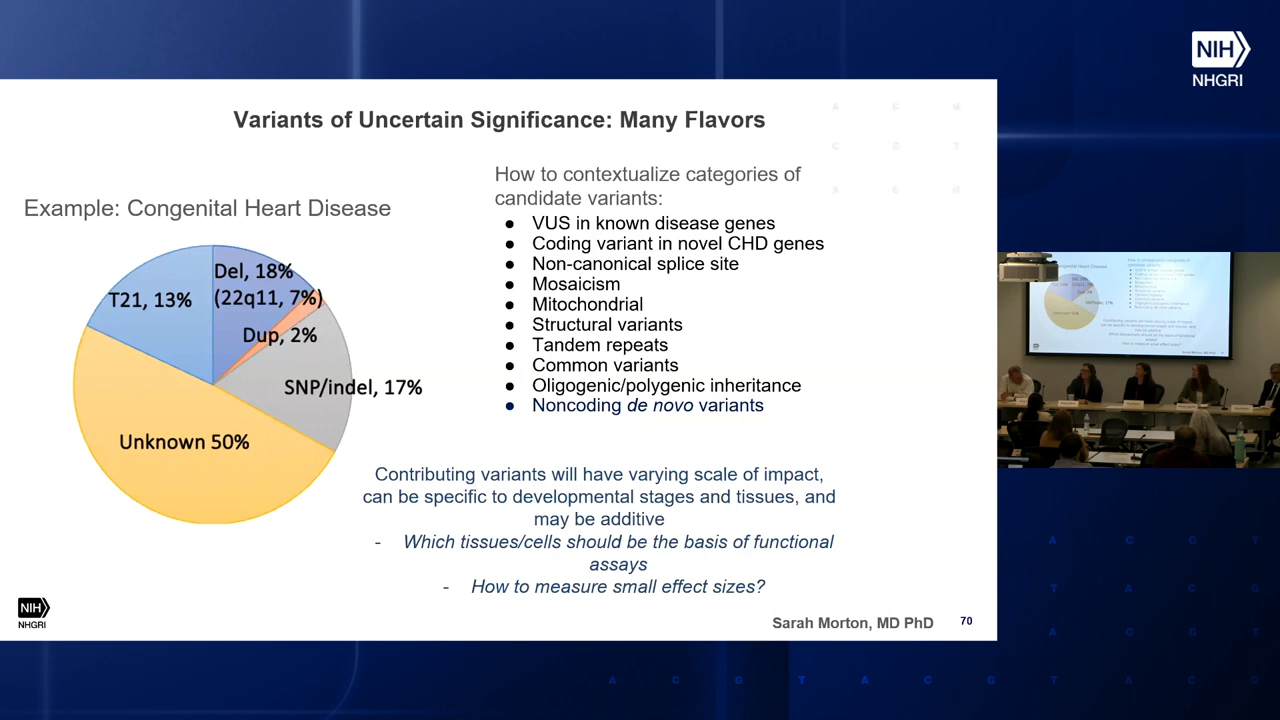 NIH
NHGRI
Variants of Uncertain Significance: Many Flavors
Example: Congenital Heart Disease
Del, 18%
(22q11, 7%)
T21, 13%
Dup, 2%
SNP/indel, 17%
Unknown 50%
How to contextualize categories of
candidate variants:
● VUS in known disease genes
● Coding variant in novel CHD genes
● Non-canonical splice site
● Mosaicism
● Mitochondrial
● Structural variants
● Tandem repeats
● Common variants
● Oligogenic/polygenic inheritance
● Noncoding de novo variants
Contributing variants will have varying scale of impact,
can be specific to developmental stages and tissues, and
may be additive
- Which tissues/cells should be the basis of functional
assays
- How to measure small effect sizes?
NIH
NHGRI
Sarah Morton, MD PhD 70
A C G
C C T
A C G
A C G T
T A C G
A C G T
A C G T A C G T A C G